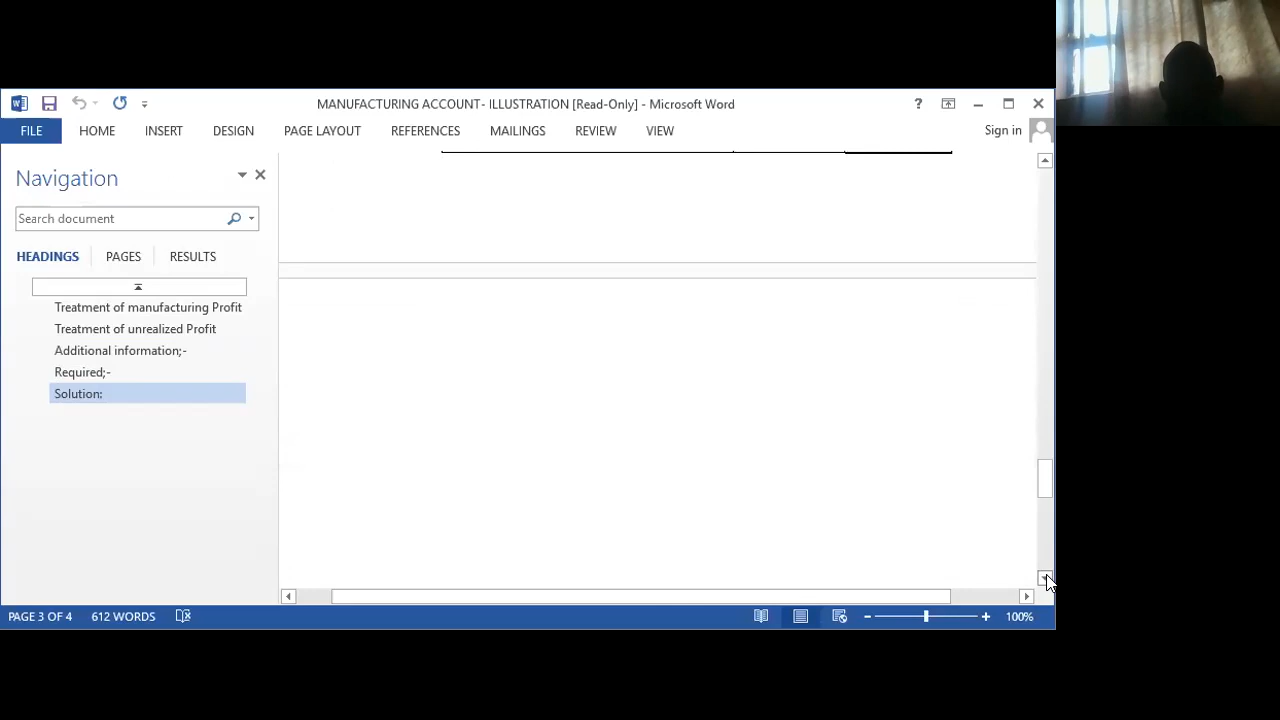 MANUFACTURING ACCOUNT- ILLUSTRATION [Read-Only] - Microsoft Word
?
FILE HOME INSERT DESIGN PAGE LAYOUT REFERENCES MAILINGS REVIEW VIEW Sign in
Navigation
Search document
HEADINGS PAGES RESULTS
Treatment of manufacturing Profit
Treatment of unrealized Profit
Additional information;-
Required;-
Solution:
PAGE 3 OF 4 612 WORDS 100%